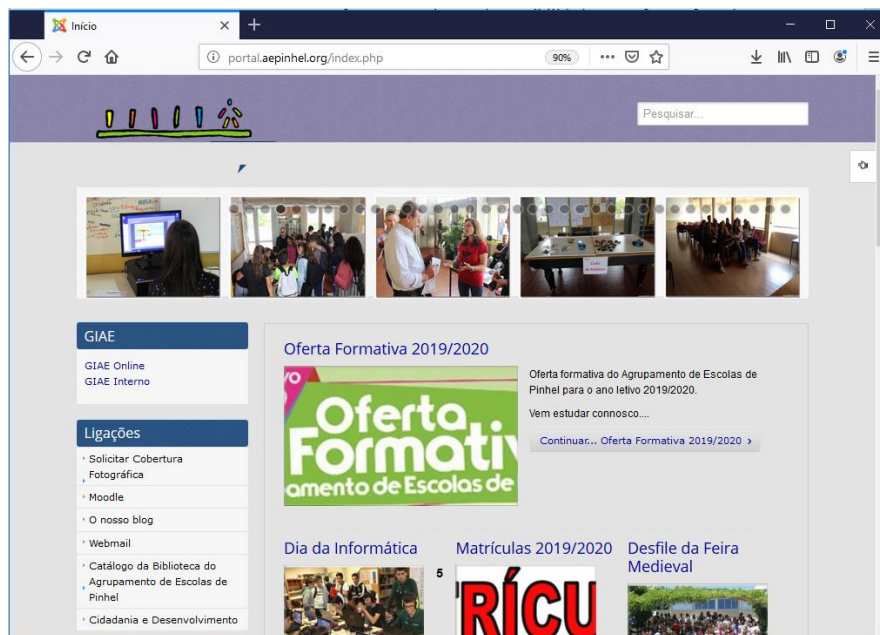 Início
portal.aepinhel.org/index.php
90%
Pesquisar...
GIAE
GIAE Online
GIAE Interno
Ligações
Solicitar Cobertura
Fotográfica
Moodle
O nosso blog
Webmail
Catálogo da Biblioteca do
Agrupamento de Escolas de
Pinhel
Cidadania e Desenvolvimento
Oferta Formativa 2019/2020
Oferta
Formativ
amento de Escolas de
Oferta formativa do Agrupamento de Escolas de
Pinhel para o ano letivo 2019/2020.
Vem estudar connosco....
Continuar... Oferta Formativa 2019/2020
Dia da Informática
5
Matrículas 2019/2020
RÍCU
Desfile da Feira
Medieval